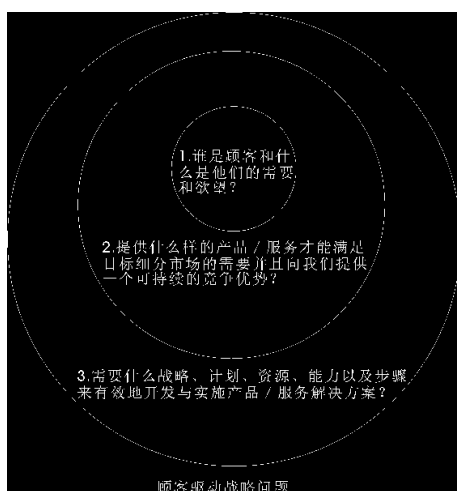 1.谁是顾客和什
么是他们的需要
和欲望?
2.提供什么样的产品/服务才能满足
目标细分市场的需要并且向我们提供
一个可持续的竞争优势?
3.需要什么战略、计划、资源、能力以及步骤
来有效地开发与实施产品/服务解决方案?
顾客驱动战略问题